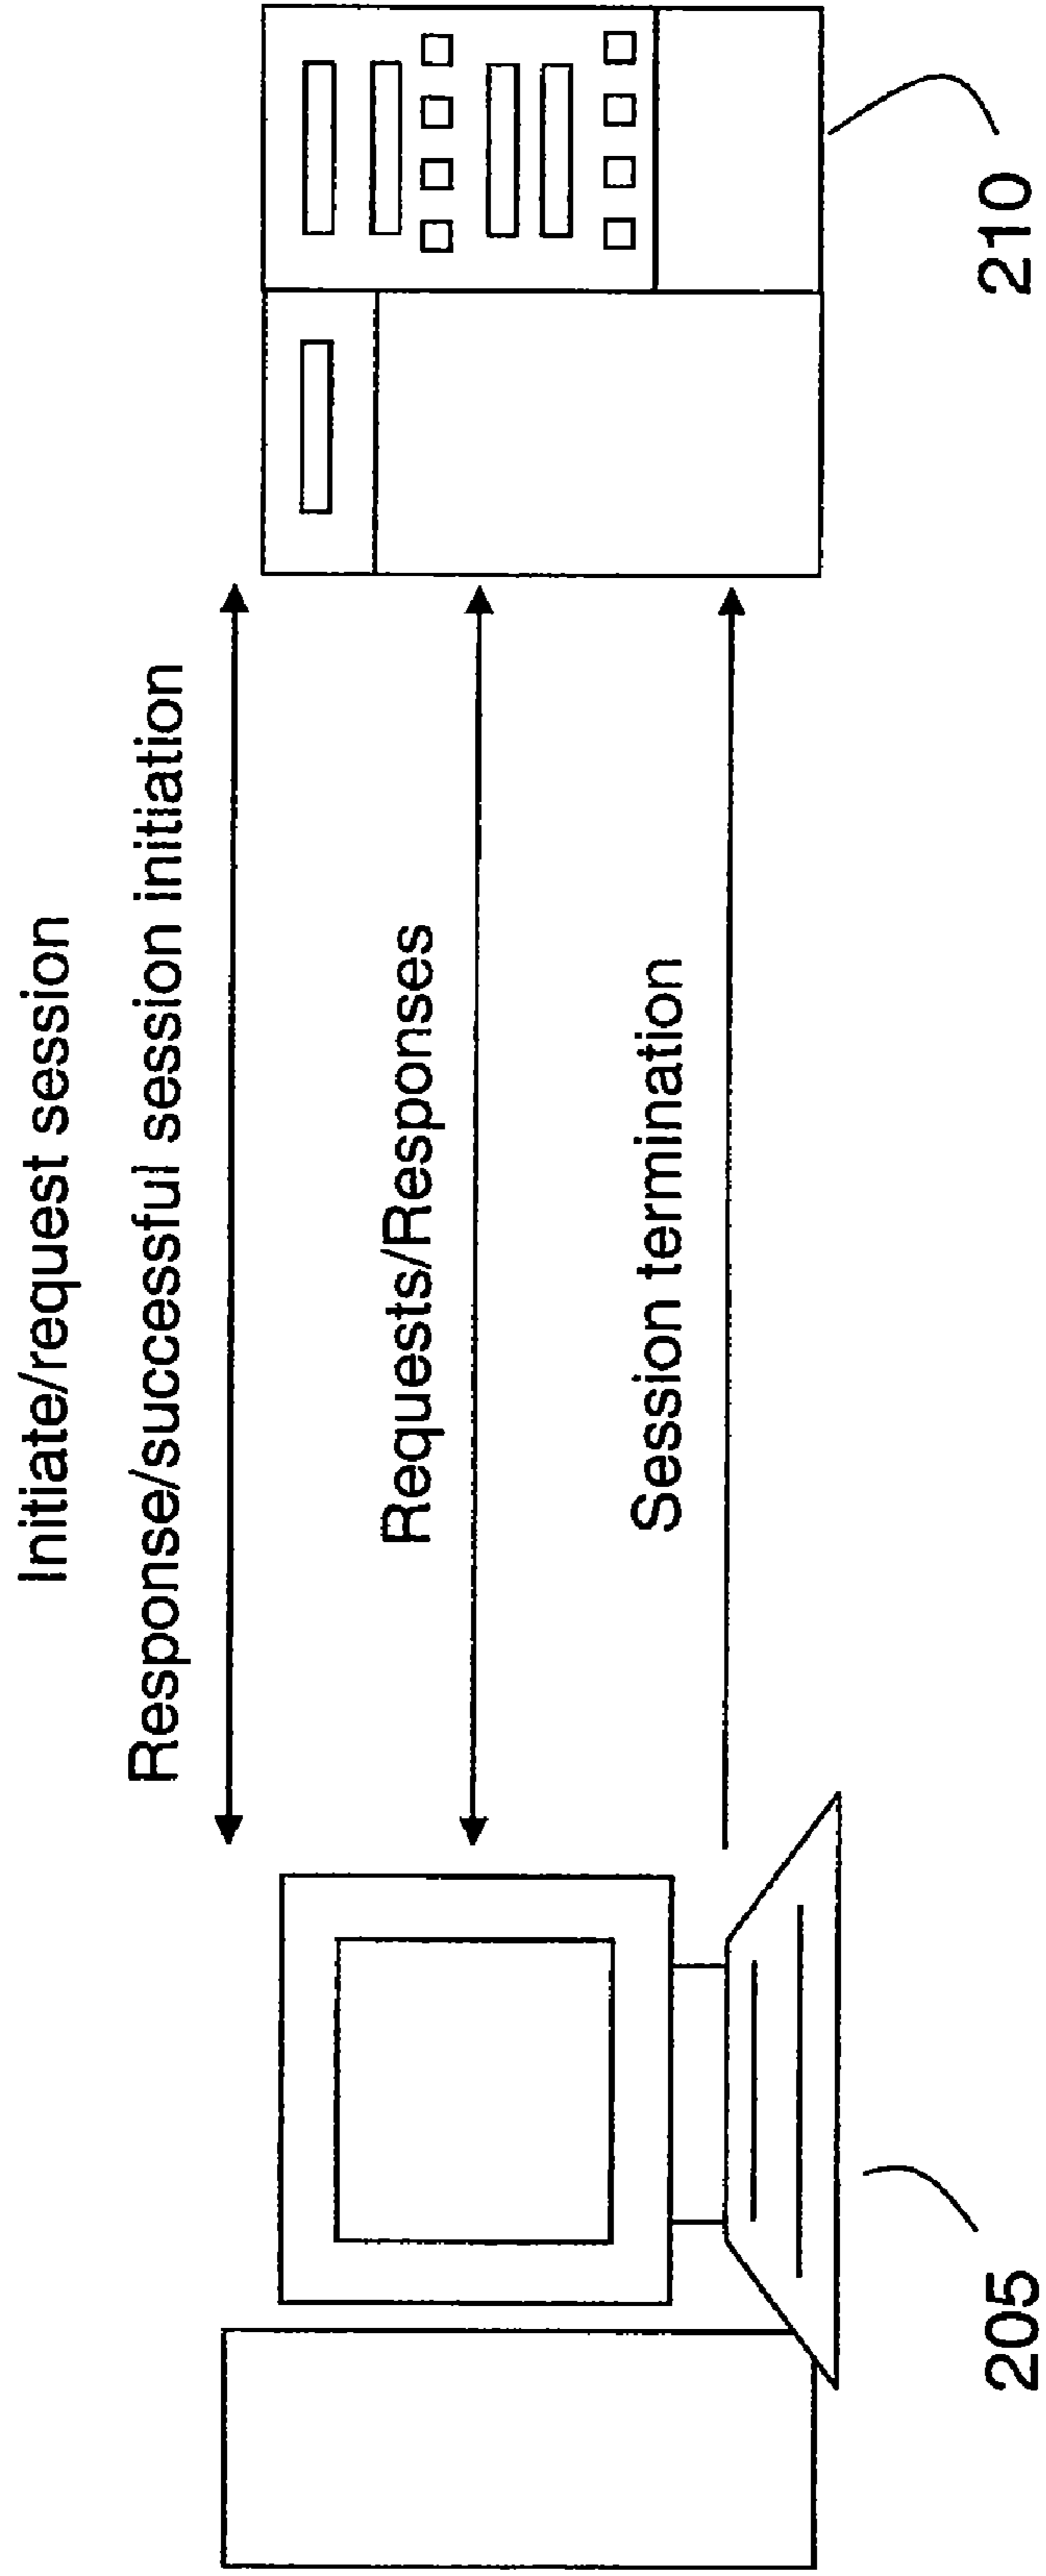 Initiate/request session
Response/successful session initiation
Requests/Responses
Session termination
205
210